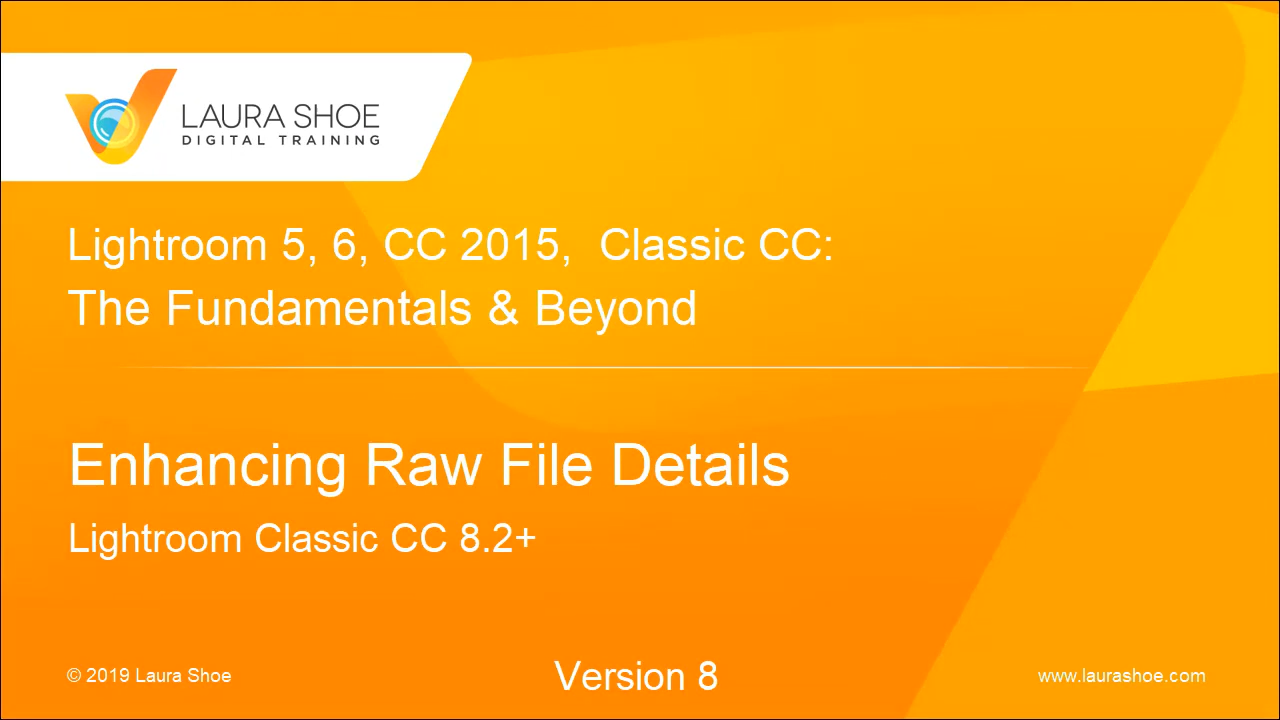 LAURA SHOE
DIGITAL TRAINING
Lightroom 5, 6, CC 2015,  Classic CC:
The Fundamentals & Beyond
Enhancing Raw File Details
Lightroom Classic CC 8.2+
© 2019 Laura Shoe
Version 8
www.laurashoe.com